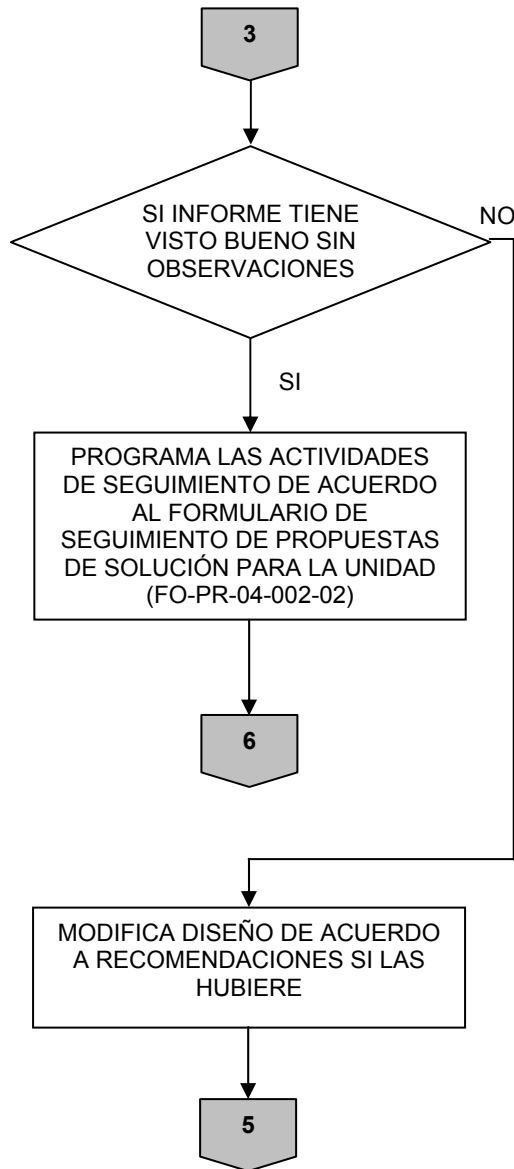 3
SI INFORME TIENE
VISTO BUENO SIN
OBSERVACIONES
NO
SI
PROGRAMA LAS ACTIVIDADES
DE SEGUIMIENTO DE ACUERDO
AL FORMULARIO DE
SEGUIMIENTO DE PROPUESTAS
DE SOLUCIÓN PARA LA UNIDAD
(FO-PR-04-002-02)
6
MODIFICA DISEÑO DE ACUERDO
A RECOMENDACIONES SI LAS
HUBIERE
5